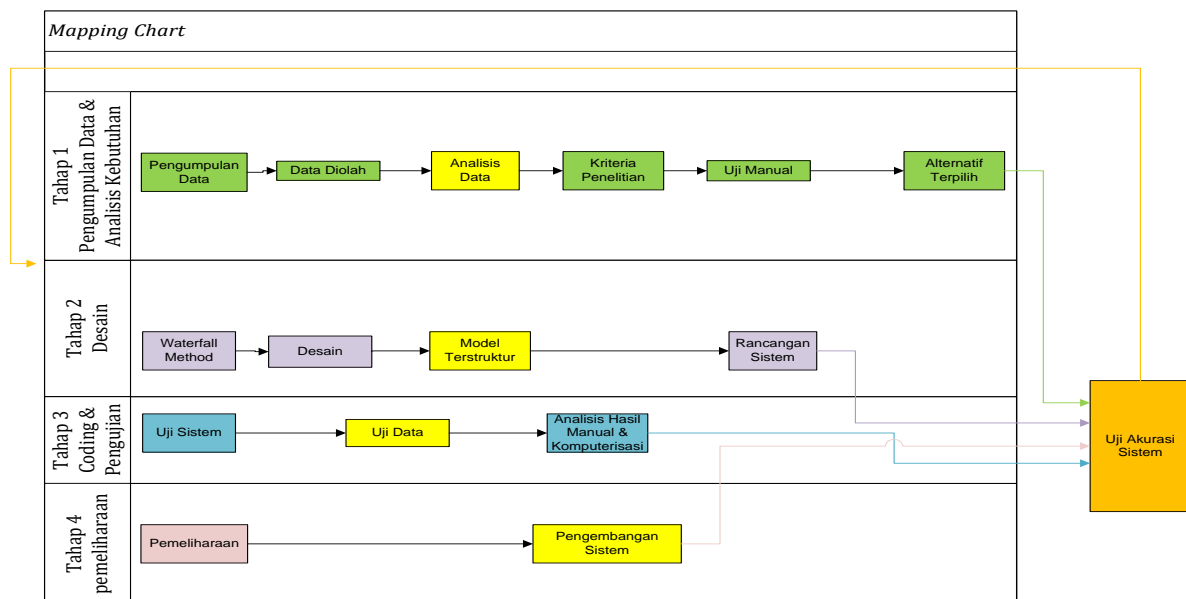 Mapping Chart
Tahap 1
Pengumpulan Data &
Analisis Kebutuhan
Pengumpulan
Data
Data Diolah
Analisis
Data
Kriteria
Penelitian
Uji Manual
Alternatif
Terpilih
Tahap 2
Desain
Waterfall
Method
Desain
Model
Terstruktur
Rancangan
Sistem
Tahap 3
Coding &
Pengujian
Uji Sistem
Uji Data
Analisis Hasil
Manual &
Komputerisasi
Tahap 4
pemeliharaan
Pemeliharaan
Pengembangan
Sistem
Uji Akurasi
Sistem